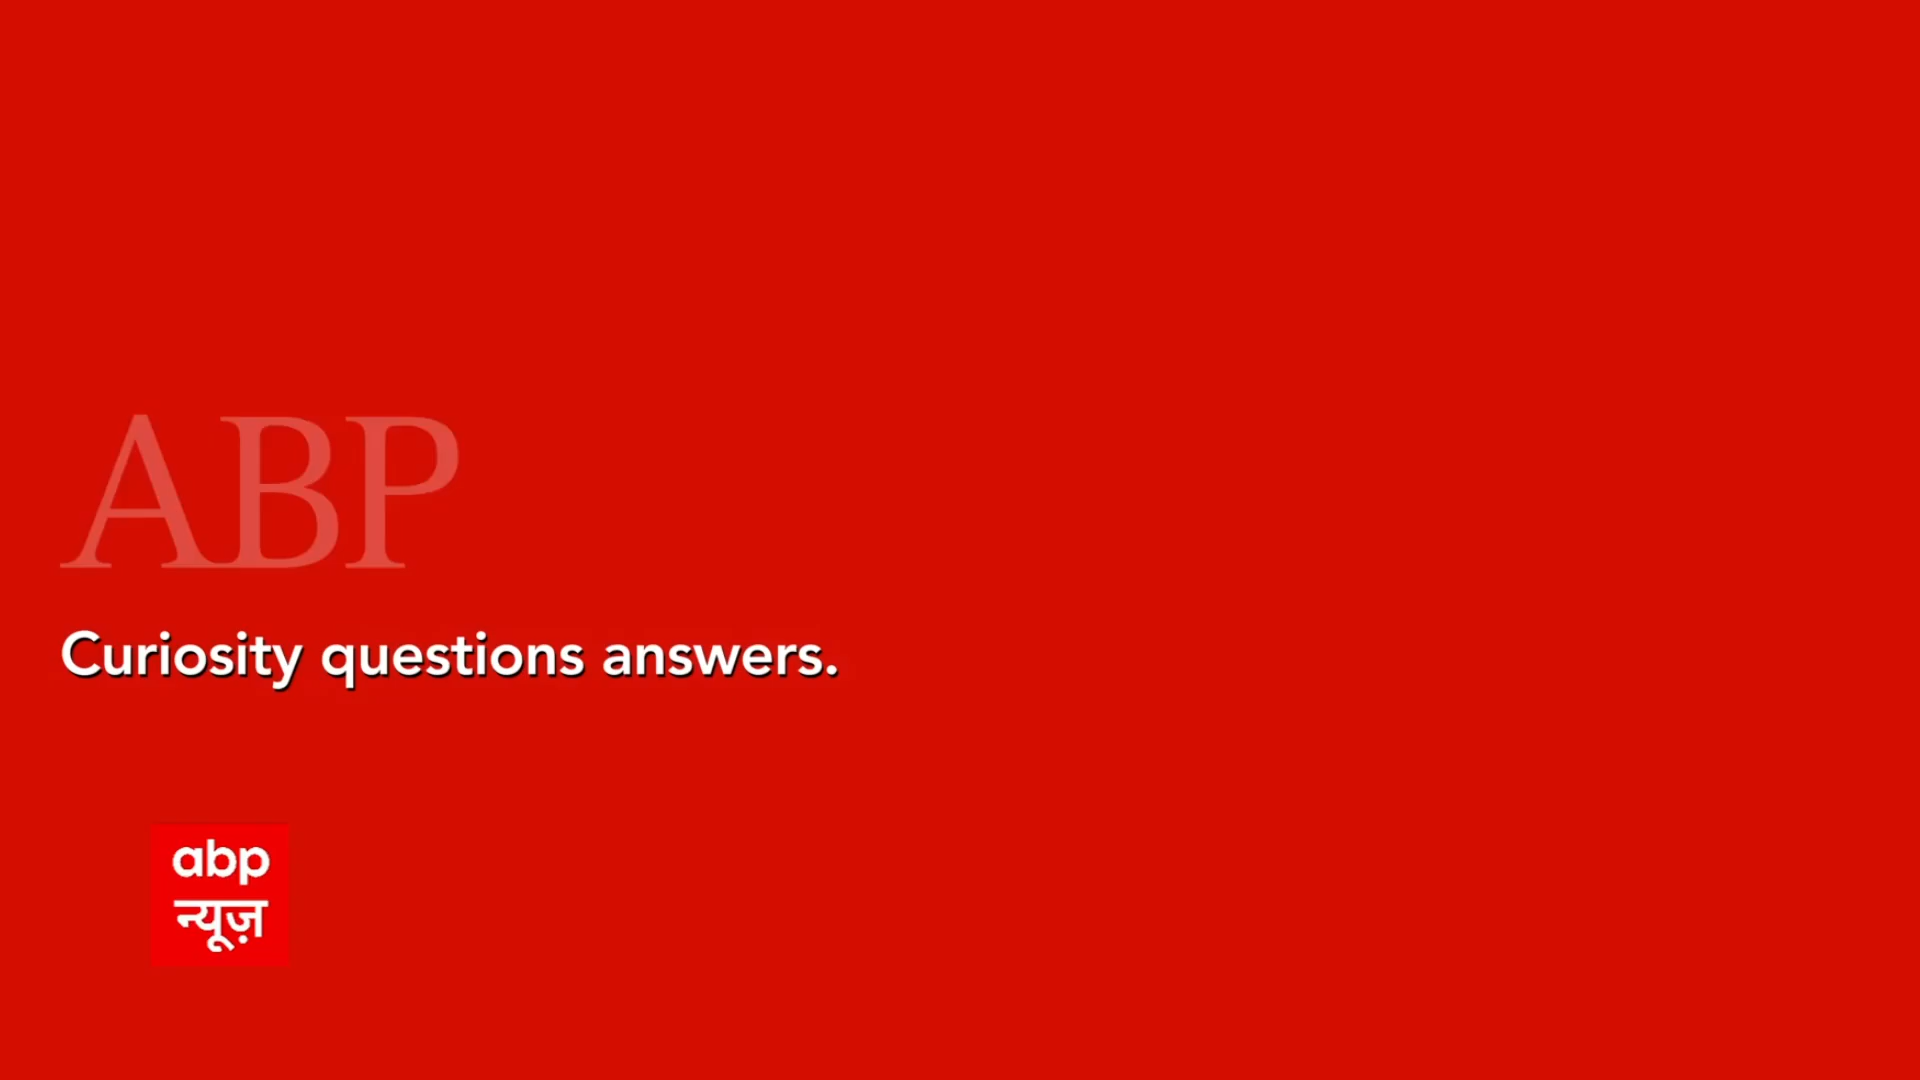 ABP
Curiosity questions answers.
abp
न्यूज़